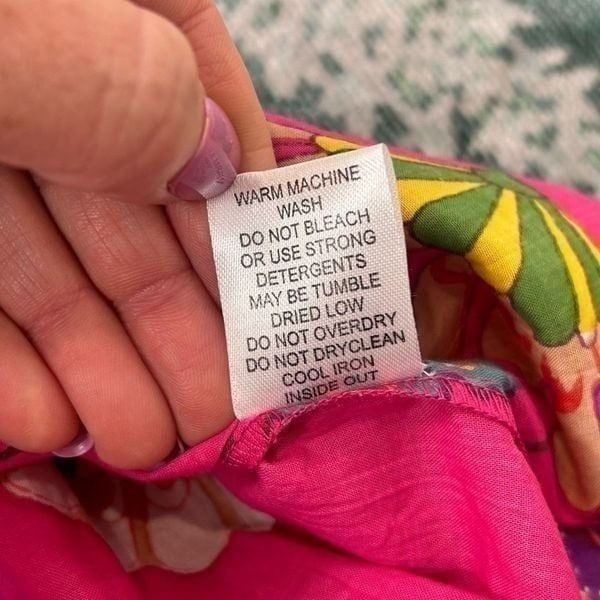 WARM MACHINE
WASH
DO NOT BLEACH
OR USE STRONG
DETERGENTS
MAY BE TUMBLE
DRIED LOW
DO NOT OVERDRY
DO NOT DRYCLEAN
COOL IRON
INSIDE OUT